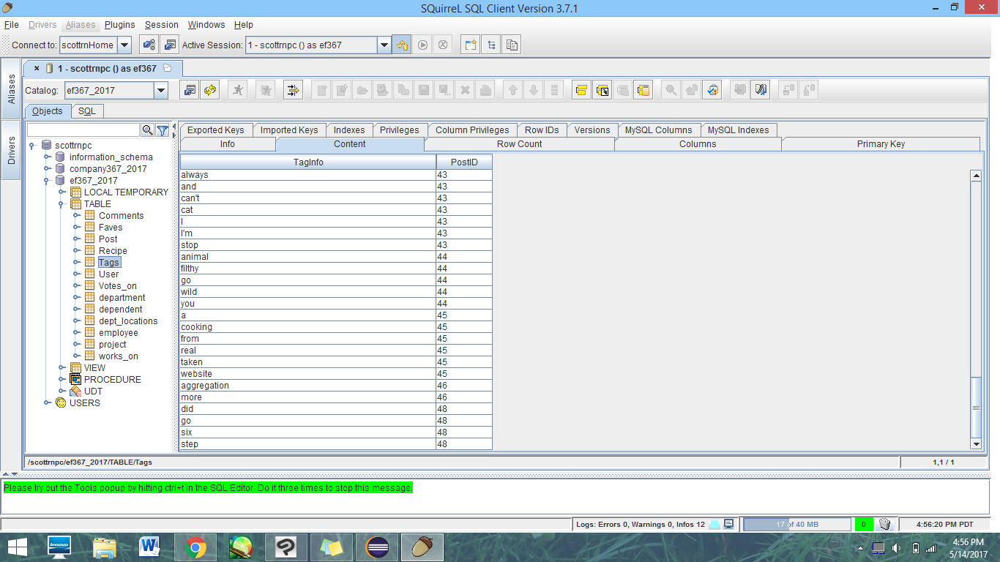 SQuirreL SQL Client Version 3.7.1
File Drivers Aliases Plugins Session Windows Help
Connect to: scottrnHome Active Session: 1 - scottrnpc () as ef367
1 - scottrnpc () as ef367
Catalog: ef367_2017
Objects SQL
Aliases
Drivers
scottrnpc
information_schema
company367_2017
ef367_2017
LOCAL TEMPORARY
TABLE
Comments
Faves
Post
Recipe
Tags
User
Votes_on
department
dependent
dept_locations
employee
project
works_on
VIEW
PROCEDURE
UDT
USERS
Exported Keys Imported Keys Indexes Privileges Column Privileges Row IDs Versions MySQL Columns MySQL Indexes
Info Content Row Count Columns Primary Key
TagInfo PostID
always 43
and 43
can't 43
cat 43
I 43
I'm 43
stop 43
animal 44
filthy 44
go 44
wild 44
you 44
a 45
cooking 45
from 45
real 45
taken 45
website 45
aggregation 46
more 46
did 48
go 48
six 48
step 48
/scottrnpc/ef367_2017/TABLE/Tags 1,1 / 1
Please try out the Tools popup by hitting ctrl+t in the SQL Editor. Do it three times to stop this message.
Logs: Errors 0, Warnings 0, Infos 12 17 of 40 MB 0 4:56:20 PM PDT
lenovo
4:56 PM
5/14/2017